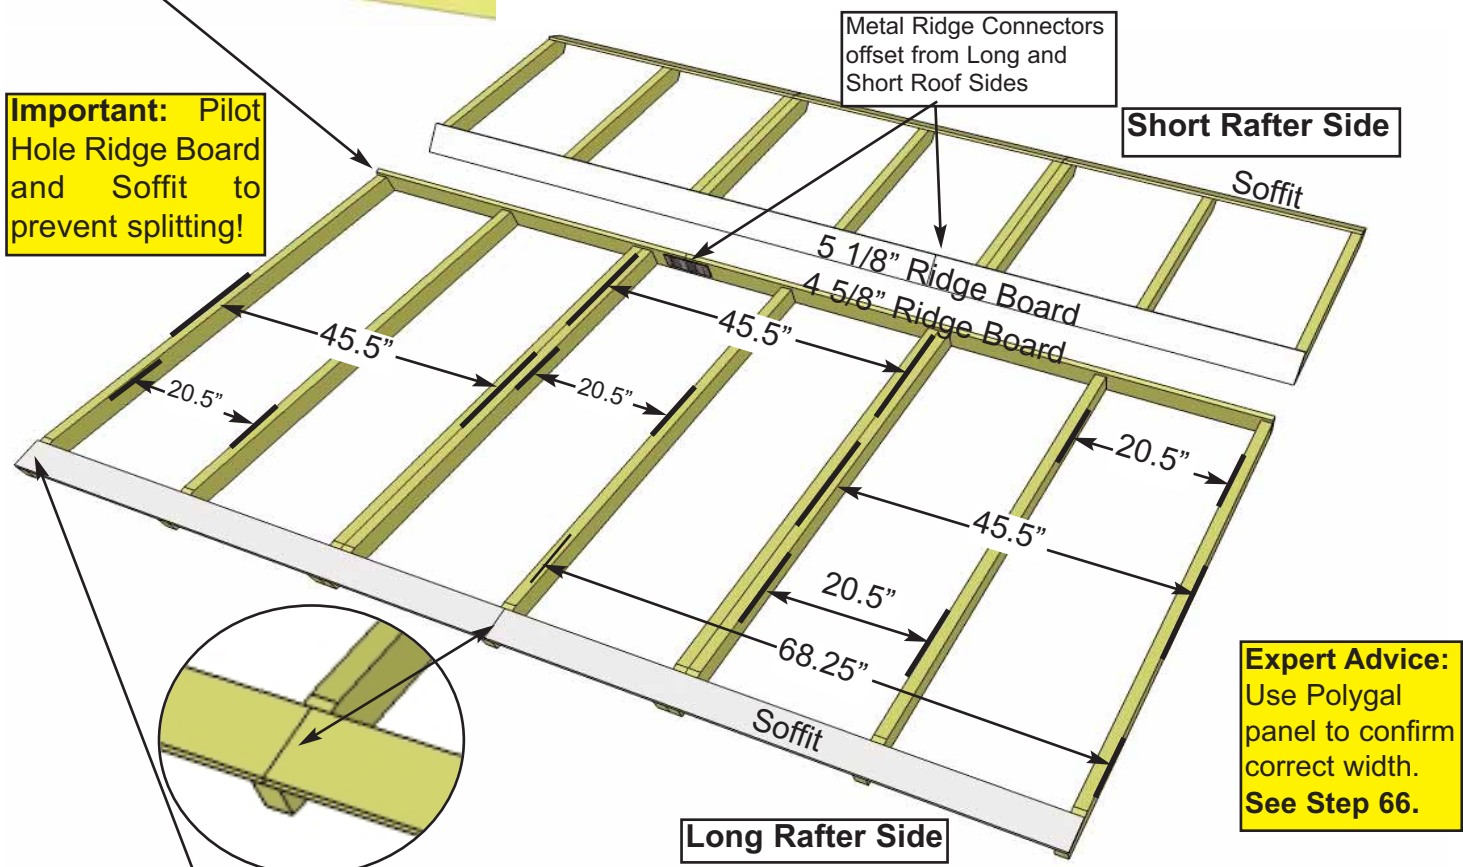 Metal Ridge Connectors
offset from Long and
Short Roof Sides
Important: Pilot
Hole Ridge Board
and Soffit to
prevent splitting!
Short Rafter Side
Soffit
5 1/8” Ridge Board
4 5/8” Ridge Board
45.5”
45.5”
20.5”
20.5”
20.5”
45.5”
20.5”
68.25”
Soffit
Expert Advice:
Use Polygal
panel to confirm
correct width.
See Step 66.
Long Rafter Side